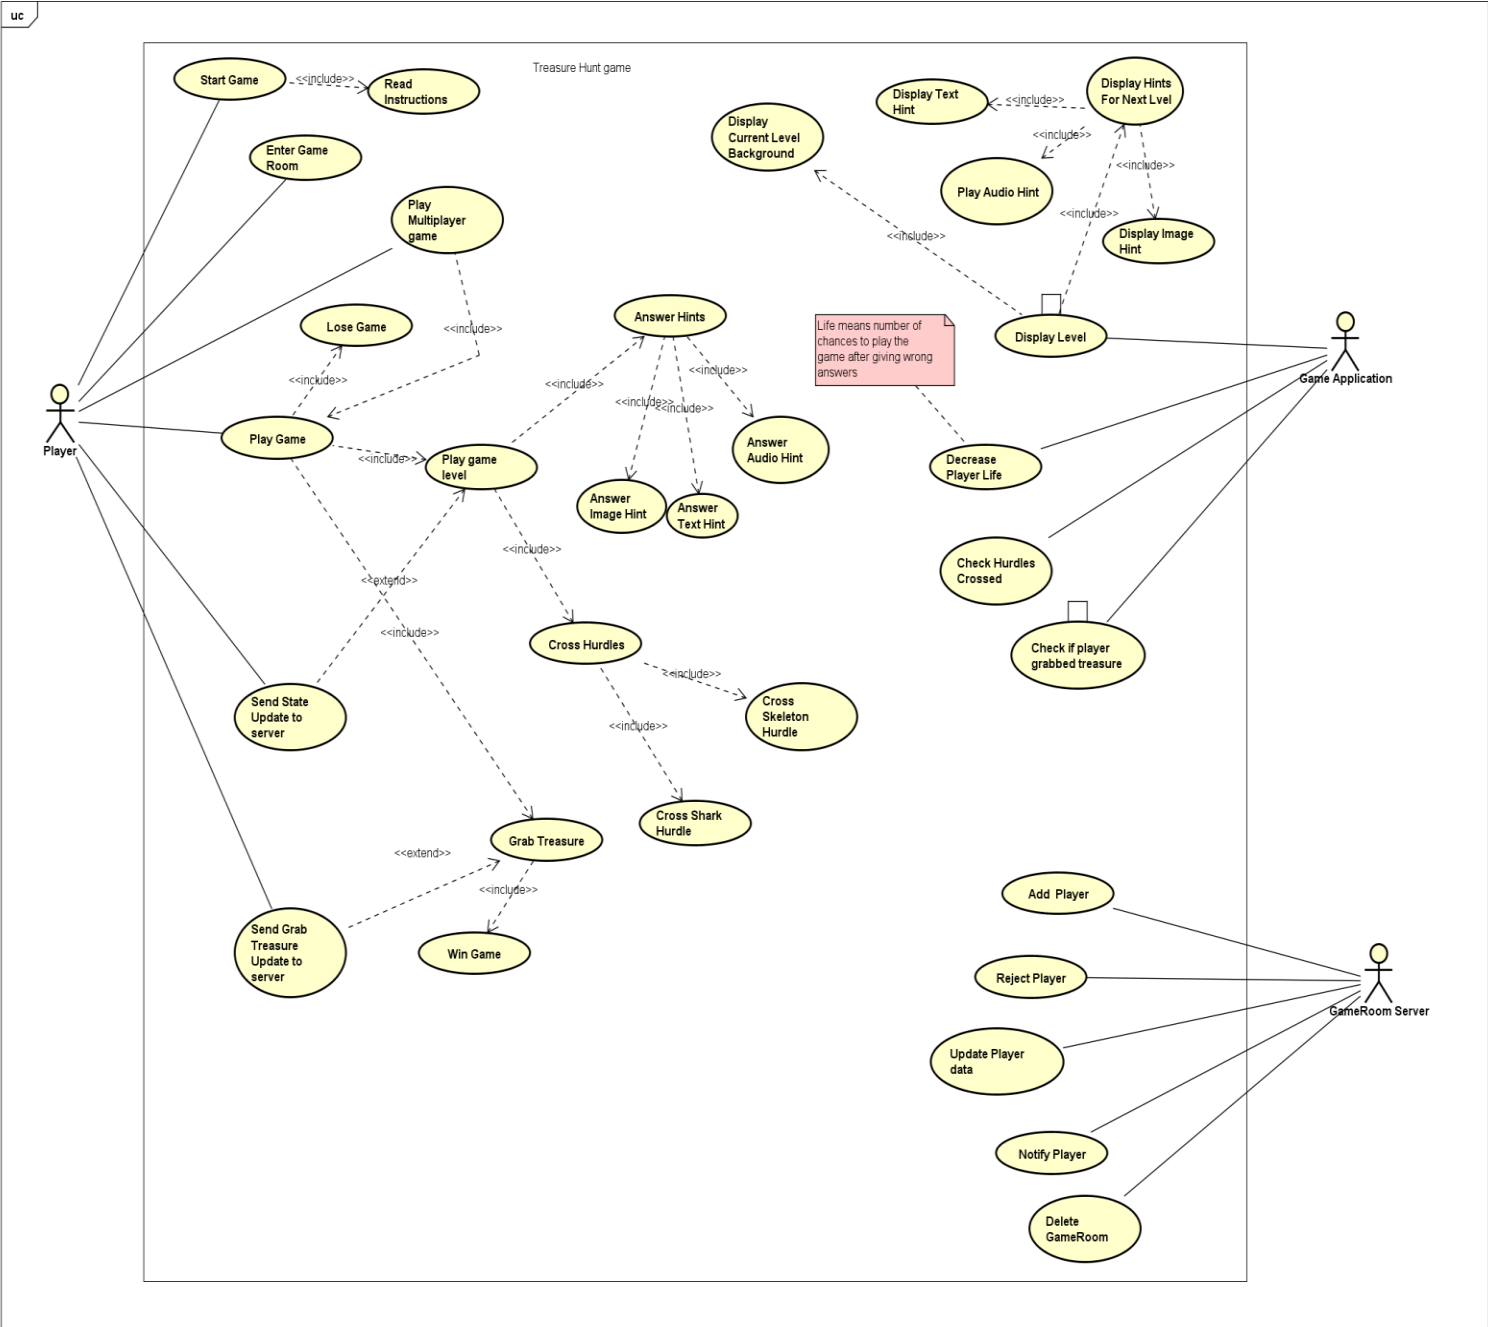 uc
Treasure Hunt game
Start Game
<<include>>
Read
Instructions
Enter Game
Room
Play
Multiplayer
game
<<include>>
Lose Game
<<include>>
Play Game
<<include>>
Play game
level
Player
<<include>>
Answer Hints
<<include>>
<<include>>
<<include>>
Answer
Image Hint
Answer
Text Hint
Answer
Audio Hint
<<include>>
<<extend>>
<<include>>
Cross Hurdles
<<include>>
Cross
Skeleton
Hurdle
<<include>>
Cross Shark
Hurdle
Send State
Update to
server
Grab Treasure
<<extend>>
<<include>>
Send Grab
Treasure
Update to
server
Win Game
Display
Current Level
Background
Display Text
Hint
<<include>>
Display Hints
For Next Lvel
<<include>>
Play Audio Hint
<<include>>
Display Image
Hint
<<include>>
<<include>>
Display Level
Life means number of
chances to play the
game after giving wrong
answers
Game Application
Decrease
Player Life
Check Hurdles
Crossed
Check if player
grabbed treasure
Add  Player
Reject Player
GameRoom Server
Update Player
data
Notify Player
Delete
GameRoom